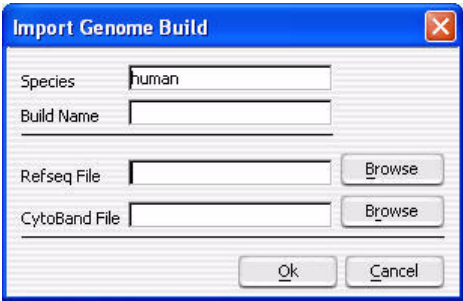 Import Genome Build
Species human
Build Name
Refseq File Browse
CytoBand File Browse
Ok Cancel